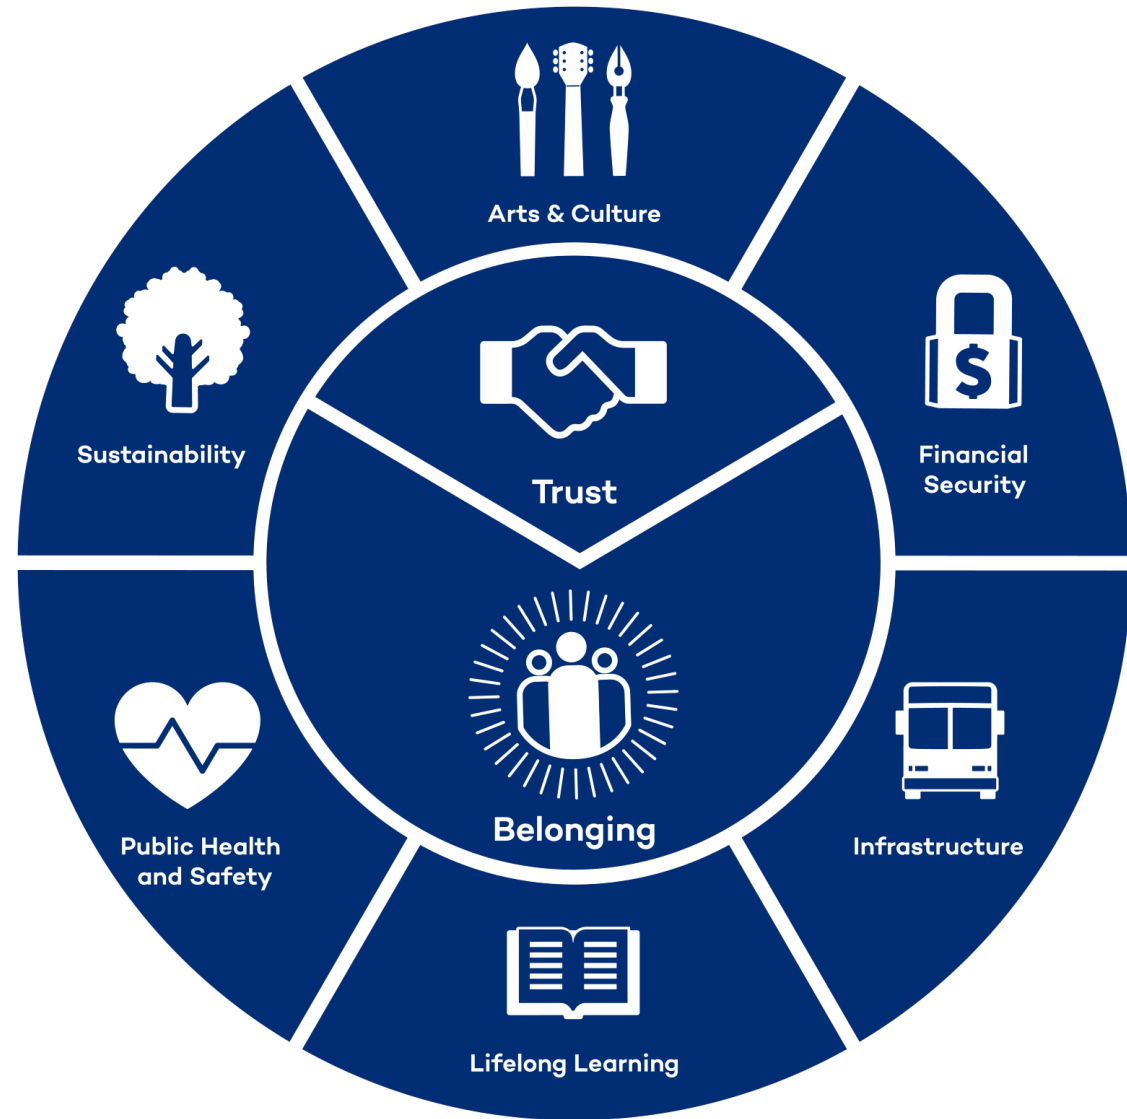 Arts & Culture
Sustainability
Financial
Security
$
Trust
Belonging
Public Health
and Safety
Infrastructure
Lifelong Learning